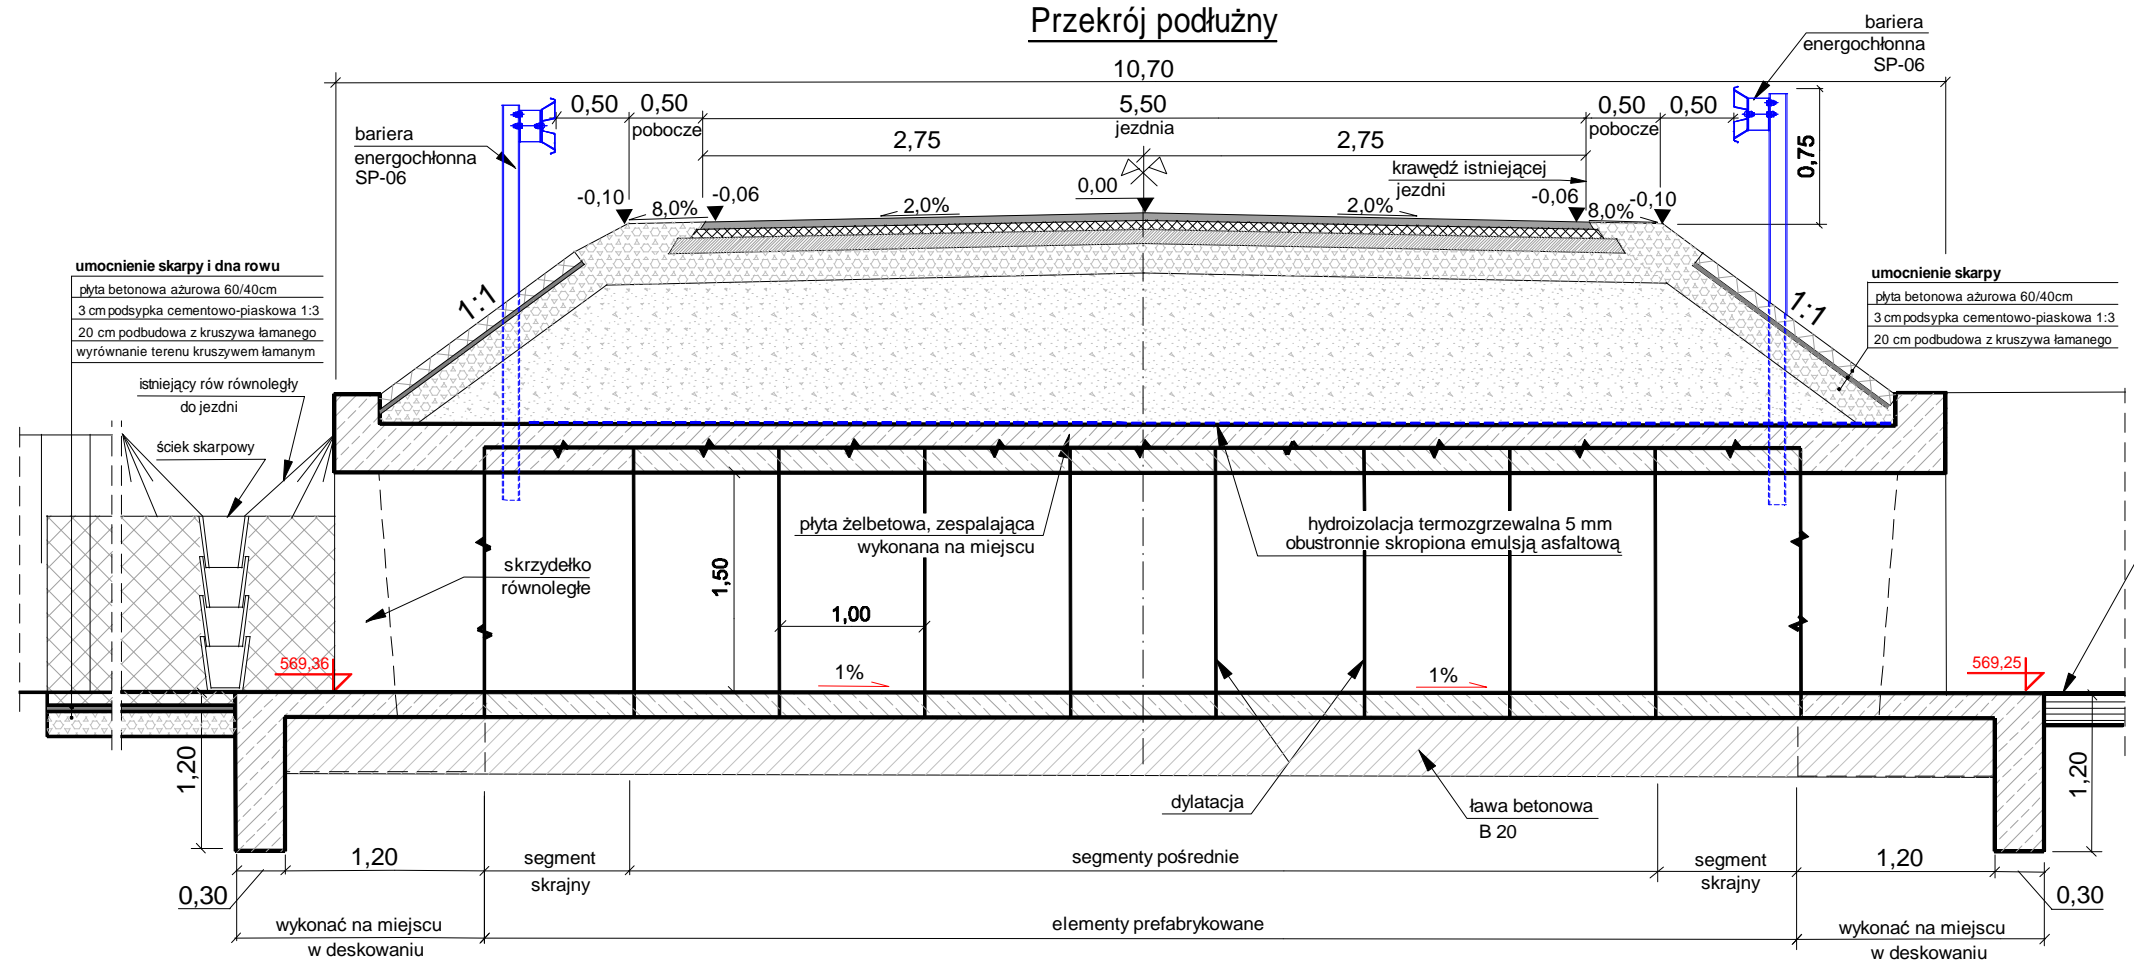 Przekrój podłużny
bariera
energochłonna
SP-06
10,70
0,50
0,50
5,50
0,50
0,50
pobocze
jezdnia
pobocze
bariera
energochłonna
SP-06
2,75
2,75
0,75
krawędź istniejącej
jezdni
-0,10
8,0%
-0,06
2,0%
0,00
2,0%
-0,06
8,0%
-0,10
umocnienie skarpy i dna rowu
płyta betonowa ażurowa 60/40cm
3 cm podsypka cementowo-piaskowa 1:3
20 cm podbudowa z kruszywa łamanego
wyrównanie terenu kruszywem łamanym
1:1
1:1
umocnienie skarpy
płyta betonowa ażurowa 60/40cm
3 cm podsypka cementowo-piaskowa 1:3
20 cm podbudowa z kruszywa łamanego
istniejący rów równoległy
do jezdni
ściek skarpowy
płyta żelbetowa, zespalająca
wykonana na miejscu
hydroizolacja termozgrzewalna 5 mm
obustronnie skropiona emulsją asfaltową
skrzydełko
równoległe
1,50
1,00
569,36
1%
1%
569,25
1,20
1,20
dylatacja
ława betonowa
B 20
1,20
segment
skrajny
segmenty pośrednie
segment
skrajny
1,20
0,30
0,30
wykonać na miejscu
w deskowaniu
elementy prefabrykowane
wykonać na miejscu
w deskowaniu